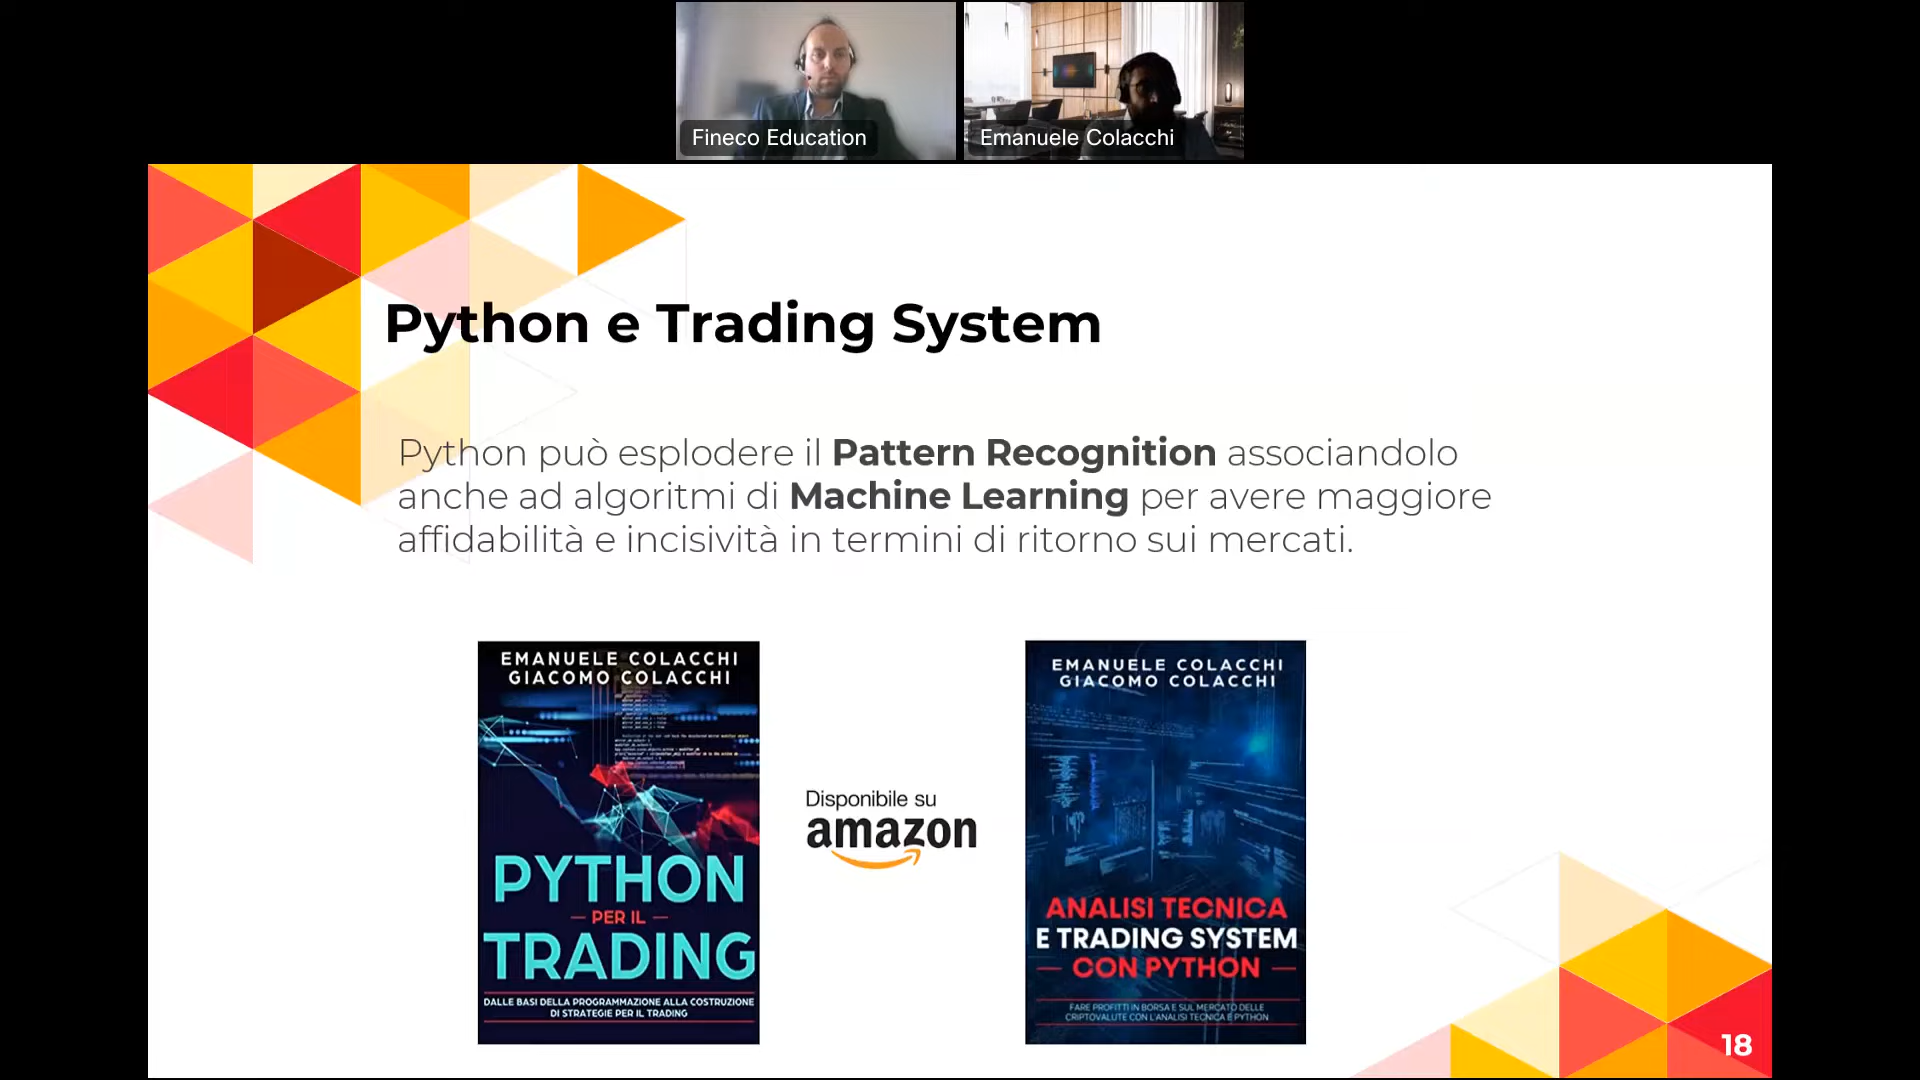 Fineco Education
Emanuele Colacchi
Python e Trading System
Python può esplodere il Pattern Recognition associandolo
anche ad algoritmi di Machine Learning per avere maggiore
affidabilità e incisività in termini di ritorno sui mercati.
EMANUELE COLACCHI
GIACOMO COLACCHI
PYTHON
PER IL
TRADING
DALLE BASI DELLA PROGRAMMAZIONE ALLA COSTRUZIONE
DI STRATEGIE PER IL TRADING
Disponibile su
amazon
EMANUELE COLACCHI
GIACOMO COLACCHI
ANALISI TECNICA
E TRADING SYSTEM
CON PYTHON
FARE PROFITTI IN BORSA E SUL MERCATO DELLE
CRIPTOVALUTE CON L'ANALISI TECNICA E PYTHON
18